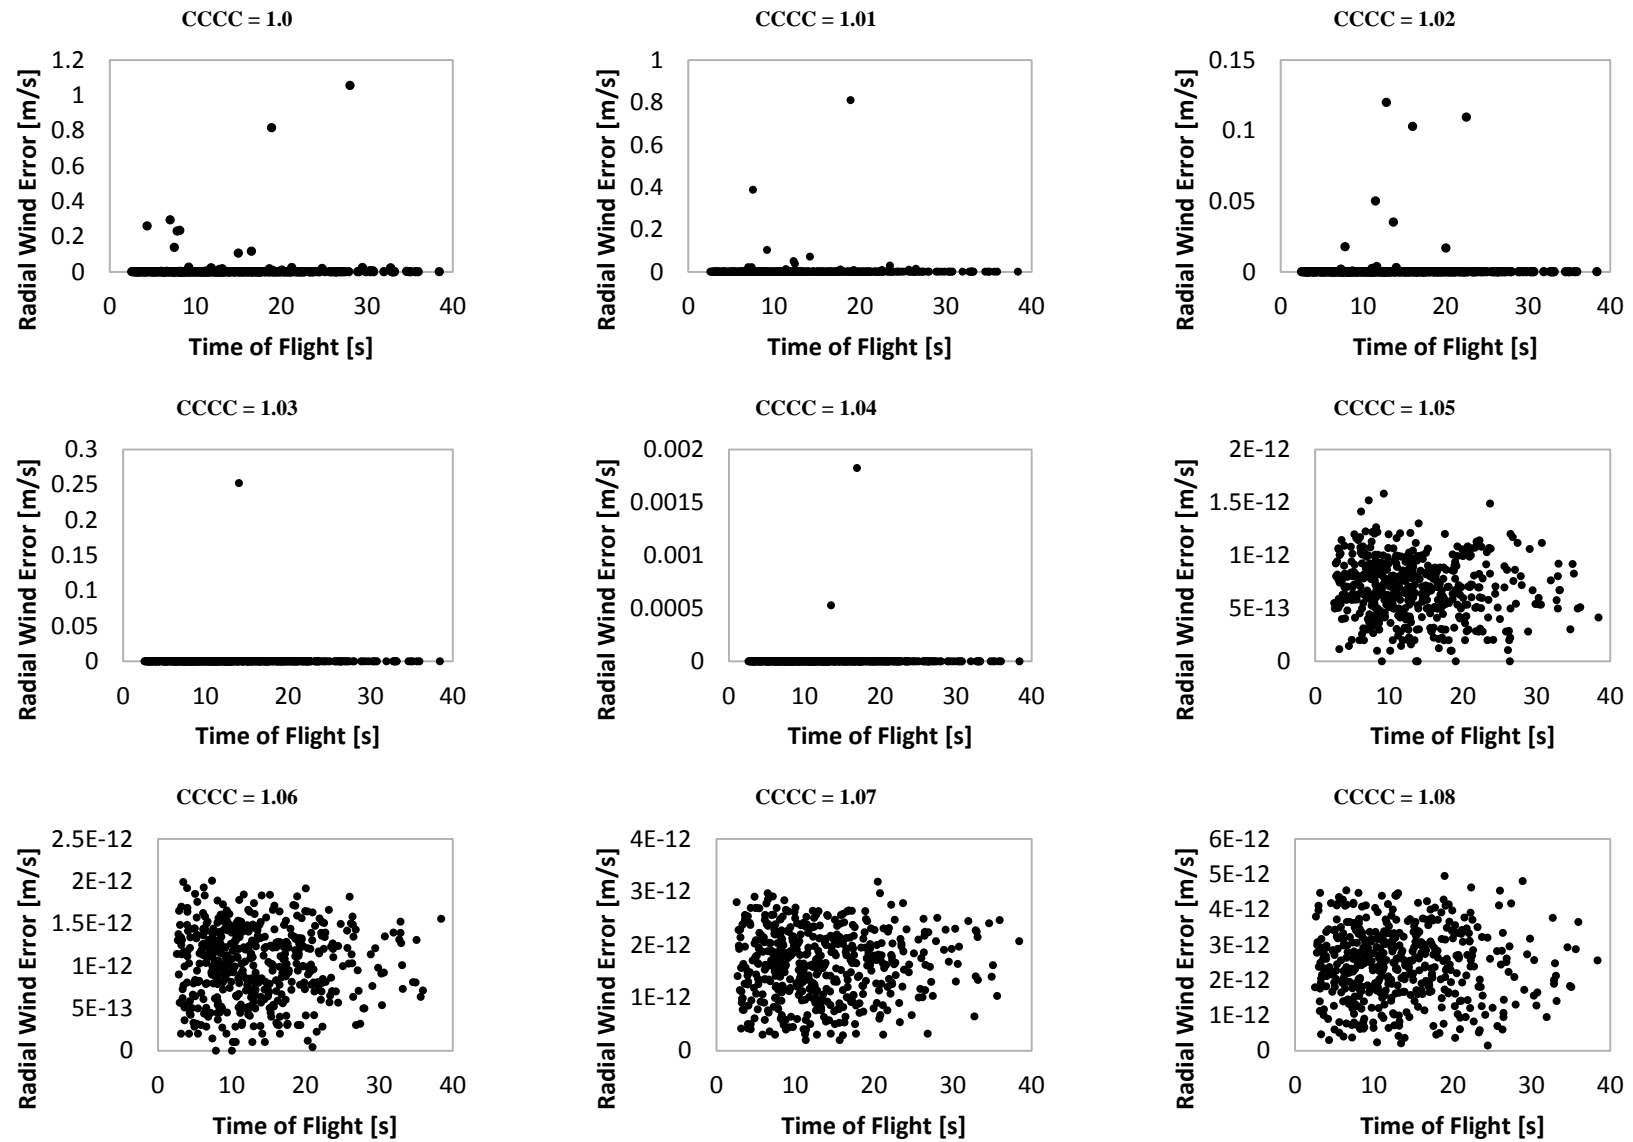 CCCC = 1.0
Radial Wind Error [m/s]
1.2
1
0.8
0.6
0.4
0.2
0
0 10 20 30 40
Time of Flight [s]
CCCC = 1.01
Radial Wind Error [m/s]
1
0.8
0.6
0.4
0.2
0
0 10 20 30 40
Time of Flight [s]
CCCC = 1.02
Radial Wind Error [m/s]
0.15
0.1
0.05
0
0 10 20 30 40
Time of Flight [s]
CCCC = 1.03
Radial Wind Error [m/s]
0.3
0.25
0.2
0.15
0.1
0.05
0
0 10 20 30 40
Time of Flight [s]
CCCC = 1.04
Radial Wind Error [m/s]
0.002
0.0015
0.001
0.0005
0
0 10 20 30 40
Time of Flight [s]
CCCC = 1.05
Radial Wind Error [m/s]
2E-12
1.5E-12
1E-12
5E-13
0
0 10 20 30 40
Time of Flight [s]
CCCC = 1.06
Radial Wind Error [m/s]
2.5E-12
2E-12
1.5E-12
1E-12
5E-13
0
0 10 20 30 40
Time of Flight [s]
CCCC = 1.07
Radial Wind Error [m/s]
4E-12
3E-12
2E-12
1E-12
0
0 10 20 30 40
Time of Flight [s]
CCCC = 1.08
Radial Wind Error [m/s]
6E-12
5E-12
4E-12
3E-12
2E-12
1E-12
0
0 10 20 30 40
Time of Flight [s]